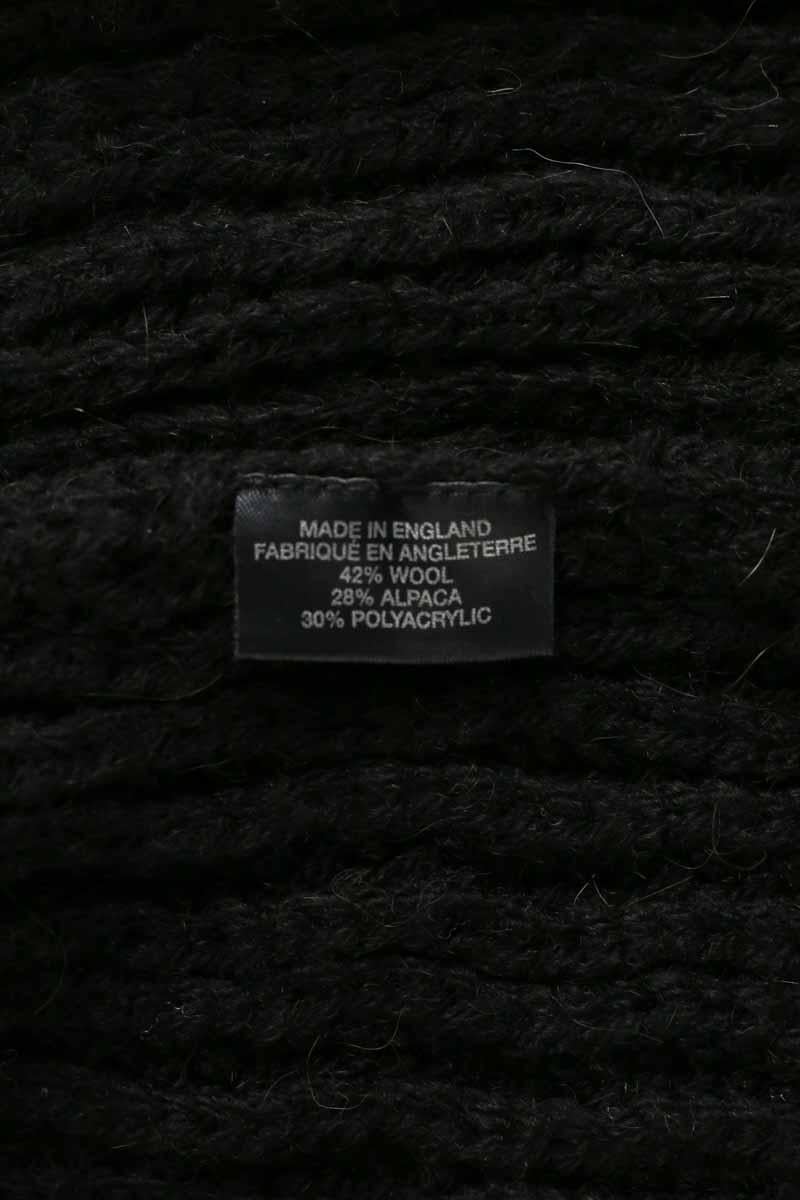 MADE IN ENGLAND
FABRIQUÉ EN ANGLETERRE
42% WOOL
28% ALPACA
30% POLYACRYLIC